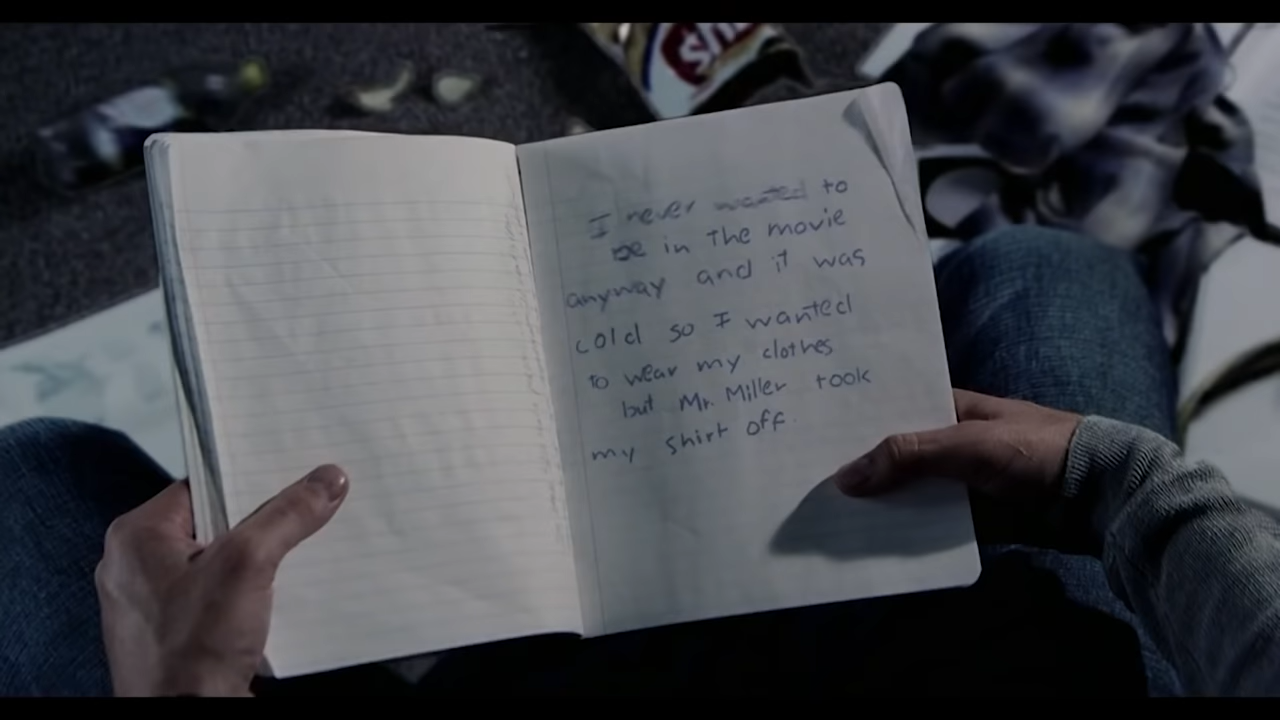 I never wanted to
be in the movie
anyway and it was
cold so I wanted
to wear my clothes
but Mr. Miller took
my shirt off.